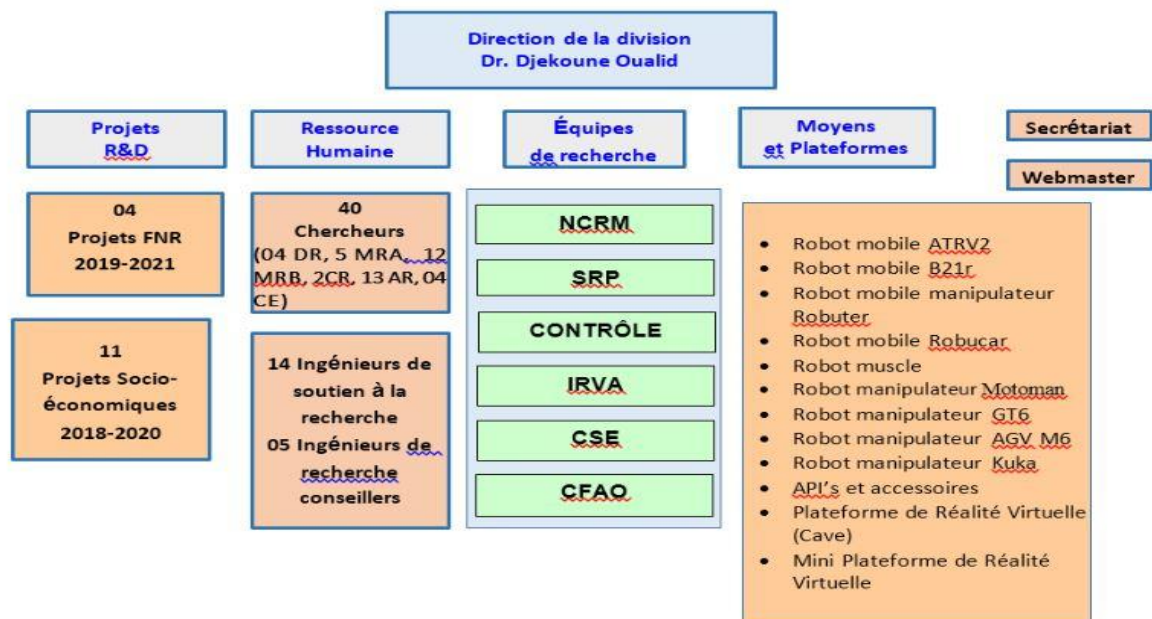 Direction de la division
Dr. Djekoune Oualid
Projets
R&D
Ressource
Humaine
Équipes
de recherche
Moyens
et Plateformes
Secrétariat
Webmaster
04
Projets FNR
2019-2021
11
Projets Socio-
économiques
2018-2020
40
Chercheurs
(04 DR, 5 MRA, 12
MRB, 2CR, 13 AR, 04
CE)
14 Ingénieurs de
soutien à la
recherche
05 Ingénieurs de
recherche
conseillers
NCRM
SRP
CONTRÔLE
IRVA
CSE
CFAO
• Robot mobile ATRV2
• Robot mobile B21r
• Robot mobile manipulateur
Robuter
• Robot mobile Robucar
• Robot muscle
• Robot manipulateur Motoman
• Robot manipulateur GT6
• Robot manipulateur AGV M6
• Robot manipulateur Kuka
• API's et accessoires
• Plateforme de Réalité Virtuelle
(Cave)
• Mini Plateforme de Réalité
Virtuelle